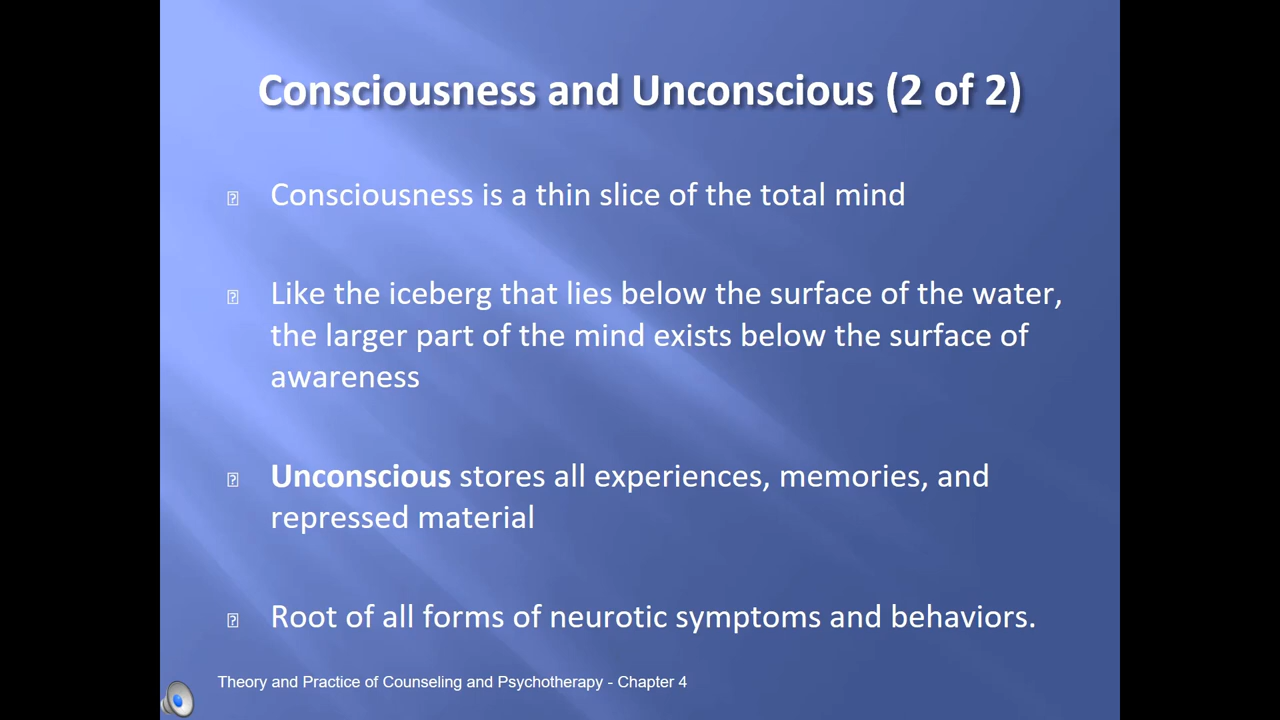 Consciousness and Unconscious (2 of 2)
Consciousness is a thin slice of the total mind
Like the iceberg that lies below the surface of the water,
the larger part of the mind exists below the surface of
awareness
Unconscious stores all experiences, memories, and
repressed material
Root of all forms of neurotic symptoms and behaviors.
Theory and Practice of Counseling and Psychotherapy - Chapter 4